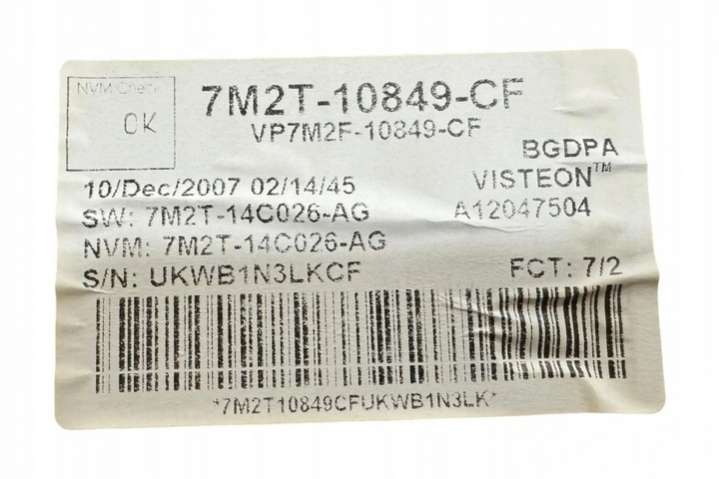 NVM Check
OK
7M2T-10849-CF
VP7M2F-10849-CF
BGDPA
10/Dec/2007 02/14/45
VISTEON™
SW: 7M2T-14C026-AG
A12047504
NVM: 7M2T-14C026-AG
S/N: UKWB1N3LKCF
FCT: 7/2
*7M2T10849CFUKWB1N3LK*